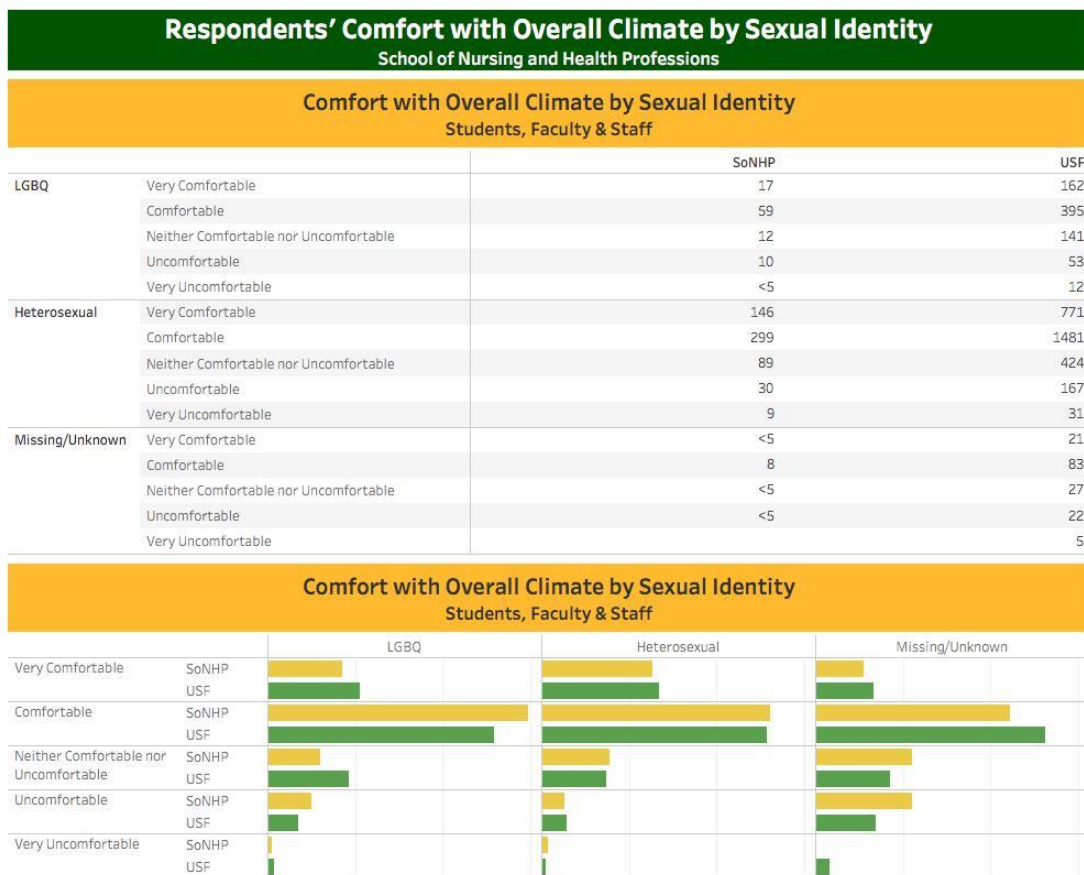 Respondents' Comfort with Overall Climate by Sexual Identity
School of Nursing and Health Professions
Comfort with Overall Climate by Sexual Identity
Students, Faculty & Staff
SoNHP USF
LGBQ Very Comfortable 17 162
Comfortable 59 395
Neither Comfortable nor Uncomfortable 12 141
Uncomfortable 10 53
Very Uncomfortable <5 12
Heterosexual Very Comfortable 146 771
Comfortable 299 1481
Neither Comfortable nor Uncomfortable 89 424
Uncomfortable 30 167
Very Uncomfortable 9 31
Missing/Unknown Very Comfortable <5 21
Comfortable 8 83
Neither Comfortable nor Uncomfortable <5 27
Uncomfortable <5 22
Very Uncomfortable 5
Comfort with Overall Climate by Sexual Identity
Students, Faculty & Staff
LGBQ Heterosexual Missing/Unknown
Very Comfortable SoNHP
USF
Comfortable SoNHP
USF
Neither Comfortable nor SoNHP
Uncomfortable USF
Uncomfortable SoNHP
USF
Very Uncomfortable SoNHP
USF